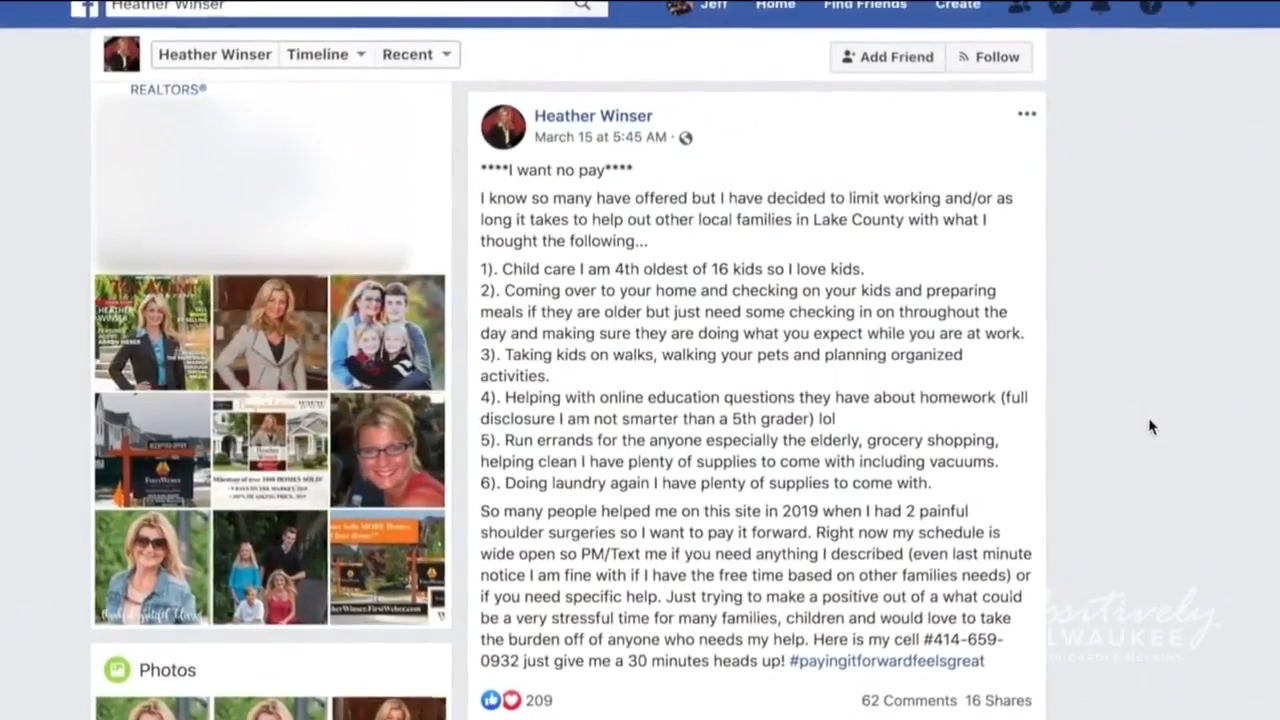 Heather Winser
Jeff
Home
Find Friends
Create
Heather Winser
Timeline
Recent
Add Friend
Follow
REALTORS®
Heather Winser
March 15 at 5:45 AM ·
****I want no pay****
I know so many have offered but I have decided to limit working and/or as
long it takes to help out other local families in Lake County with what I
thought the following...
1). Child care I am 4th oldest of 16 kids so I love kids.
2). Coming over to your home and checking on your kids and preparing
meals if they are older but just need some checking in on throughout the
day and making sure they are doing what you expect while you are at work.
3). Taking kids on walks, walking your pets and planning organized
activities.
4). Helping with online education questions they have about homework (full
disclosure I am not smarter than a 5th grader) lol
5). Run errands for the anyone especially the elderly, grocery shopping,
helping clean I have plenty of supplies to come with including vacuums.
6). Doing laundry again I have plenty of supplies to come with.
So many people helped me on this site in 2019 when I had 2 painful
shoulder surgeries so I want to pay it forward. Right now my schedule is
wide open so PM/Text me if you need anything I described (even last minute
notice I am fine with if I have the free time based on other families needs) or
if you need specific help. Just trying to make a positive out of a what could
be a very stressful time for many families, children and would love to take
the burden off of anyone who needs my help. Here is my cell #414-659-
0932 just give me a 30 minutes heads up! #payingitforwardfeelsgreat
209
62 Comments 16 Shares
HEATHER
WINSER
ACCEPTED OFFER
FIRST WEBER
Heather
Winser
Photos